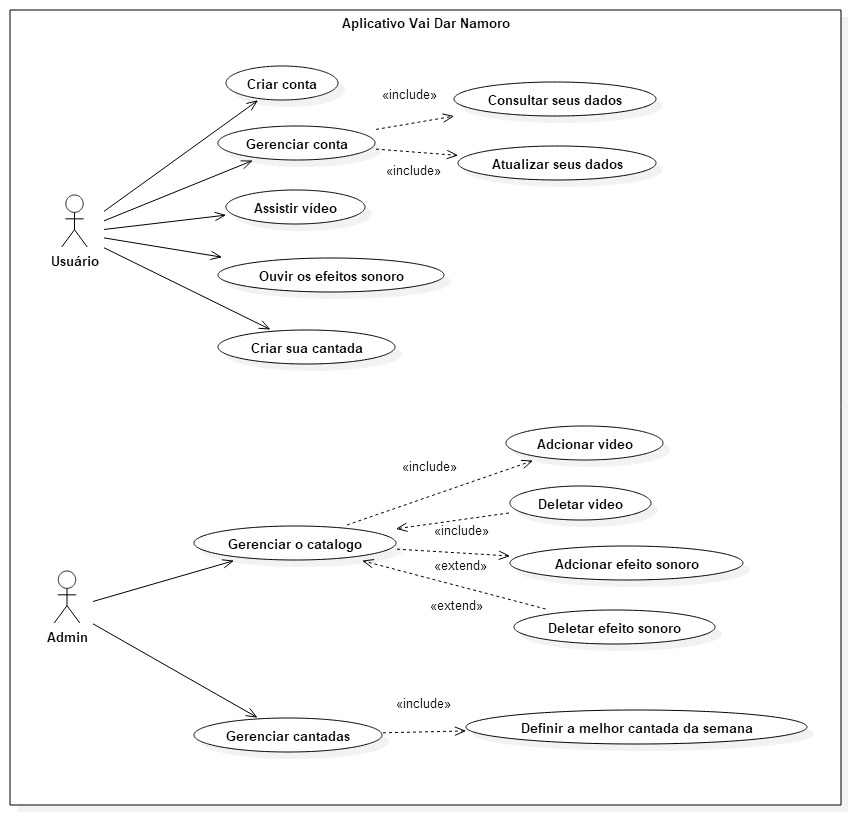 Aplicativo Vai Dar Namoro
Criar conta
«include»
Consultar seus dados
Gerenciar conta
«include»
Atualizar seus dados
Assistir vídeo
Usuário
Ouvir os efeitos sonoro
Criar sua cantada
Adcionar video
«include»
Deletar video
«include»
Gerenciar o catalogo
«extend»
Adcionar efeito sonoro
«extend»
Deletar efeito sonoro
Admin
«include»
Definir a melhor cantada da semana
Gerenciar cantadas